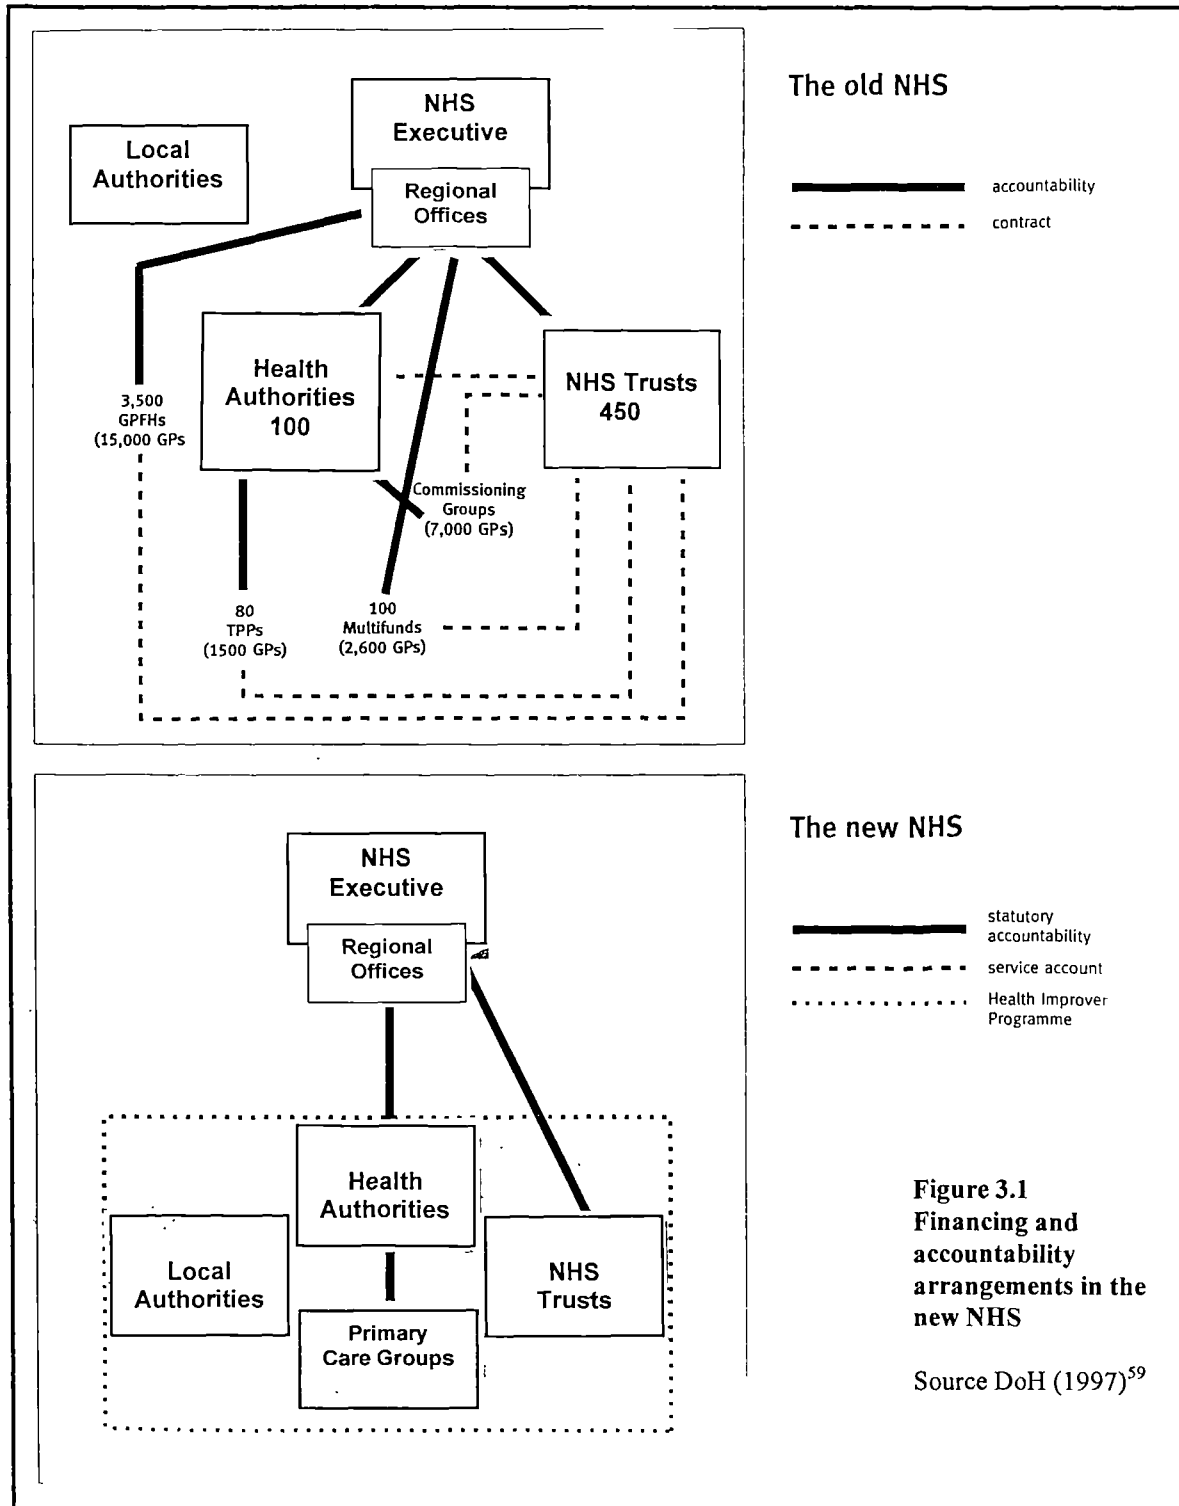 The old NHS
NHS
Executive
Local
Authorities
Regional
Offices
accountability
contract
Health
Authorities
100
NHS Trusts
450
3,500
GPFHs
(15,000 GPs
Commissioning
Groups
(7,000 GPs)
80
TPPs
(1500 GPs)
100
Multifunds
(2,600 GPs)
The new NHS
NHS
Executive
Regional
Offices
statutory
accountability
service account
Health Improver
Programme
Health
Authorities
Local
Authorities
NHS
Trusts
Primary
Care Groups
Figure 3.1
Financing and
accountability
arrangements in the
new NHS
Source DoH (1997)59